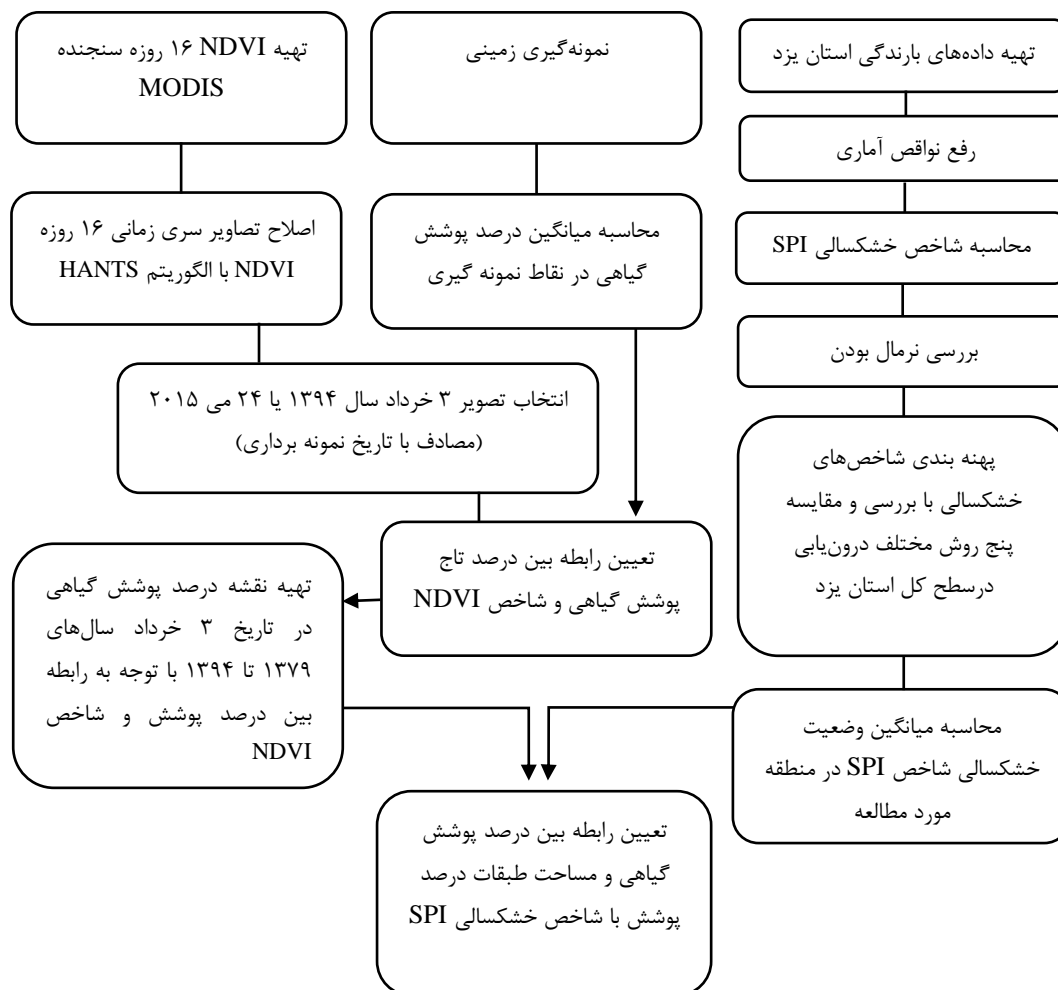 تهیه داده‌های بارندگی استان یزد
رفع نواقص آماری
محاسبه شاخص خشکسالی SPI
بررسی نرمال بودن
پهنه بندی شاخص‌های
خشکسالی با بررسی و مقایسه
پنج روش مختلف درون‌یابی
درسطح کل استان یزد
محاسبه میانگین وضعیت
خشکسالی شاخص SPI در منطقه
مورد مطالعه
نمونه‌گیری زمینی
محاسبه میانگین درصد پوشش
گیاهی در نقاط نمونه گیری
تهیه NDVI ۱۶ روزه سنجنده
MODIS
اصلاح تصاویر سری زمانی ۱۶ روزه
NDVI با الگوریتم HANTS
انتخاب تصویر ۳ خرداد سال ۱۳۹۴ یا ۲۴ می ۲۰۱۵
(مصادف با تاریخ نمونه برداری)
تعیین رابطه بین درصد تاج
پوشش گیاهی و شاخص NDVI
تهیه نقشه درصد پوشش گیاهی
در تاریخ ۳ خرداد سال‌های
۱۳۷۹ تا ۱۳۹۴ با توجه به رابطه
بین درصد پوشش و شاخص
NDVI
تعیین رابطه بین درصد پوشش
گیاهی و مساحت طبقات درصد
پوشش با شاخص خشکسالی SPI